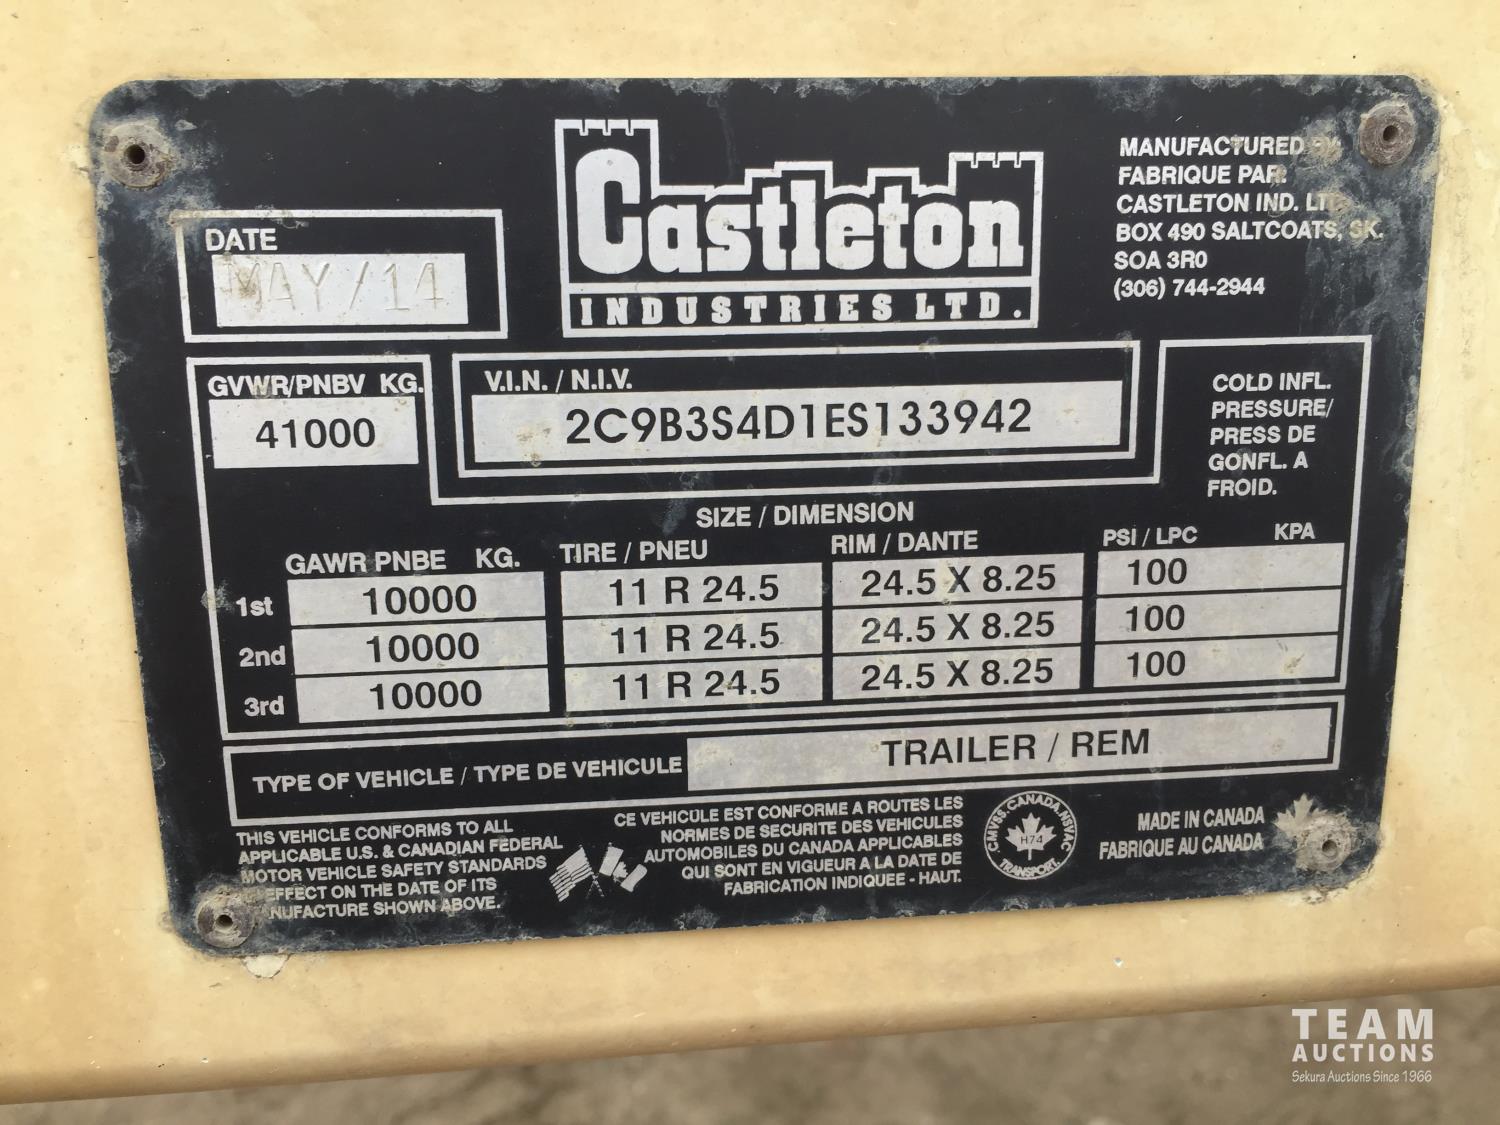 Castleton
INDUSTRIES LTD.
MANUFACTURED BY
FABRIQUE PAR:
CASTLETON IND. LTD.
BOX 490 SALTCOATS, SK.
SOA 3R0
(306) 744-2944
DATE
MAY/14
GVWR/PNBV KG.
41000
V.I.N. / N.I.V.
2C9B3S4D1ES133942
COLD INFL.
PRESSURE/
PRESS DE
GONFL. A
FROID.
SIZE / DIMENSION
GAWR PNBE KG. TIRE / PNEU RIM / DANTE PSI / LPC KPA
1st 10000 11 R 24.5 24.5 X 8.25 100
2nd 10000 11 R 24.5 24.5 X 8.25 100
3rd 10000 11 R 24.5 24.5 X 8.25 100
TYPE OF VEHICLE / TYPE DE VEHICULE TRAILER / REM
THIS VEHICLE CONFORMS TO ALL
APPLICABLE U.S. & CANADIAN FEDERAL
MOTOR VEHICLE SAFETY STANDARDS
EFFECT ON THE DATE OF ITS
MANUFACTURE SHOWN ABOVE.
CE VEHICULE EST CONFORME A ROUTES LES
NORMES DE SECURITE DES VEHICULES
AUTOMOBILES DU CANADA APPLICABLES
QUI SONT EN VIGUEUR A LA DATE DE
FABRICATION INDIQUEE - HAUT.
CMVSS. CANADA. NSVAC
H74
TRANSPORT.
MADE IN CANADA
FABRIQUE AU CANADA
TEAM
AUCTIONS
Sekura Auctions Since 1966